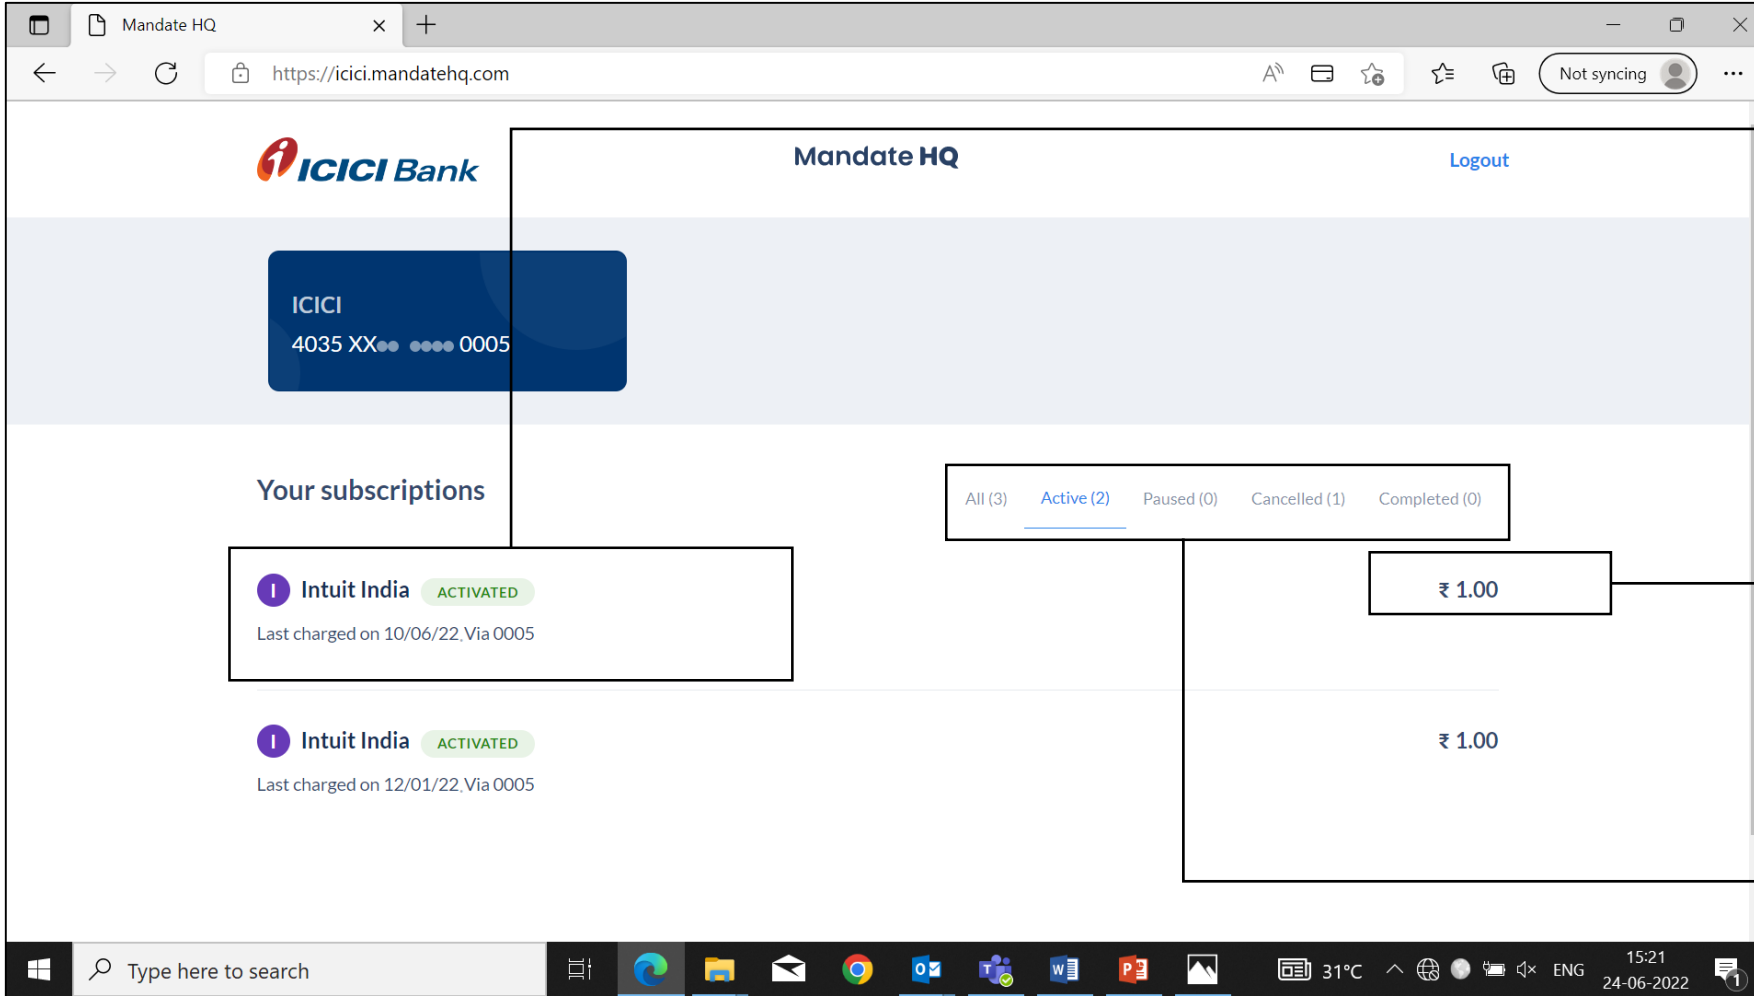 Mandate HQ
https://icici.mandatehq.com
Not syncing
ICICI Bank
Mandate HQ
Logout
ICICI
4035 XX•• •••• 0005
Your subscriptions
All (3) Active (2) Paused (0) Cancelled (1) Completed (0)
I Intuit India ACTIVATED ₹ 1.00
Last charged on 10/06/22,Via 0005
I Intuit India ACTIVATED ₹ 1.00
Last charged on 12/01/22,Via 0005
Type here to search
31°C ENG 15:21
24-06-2022
1